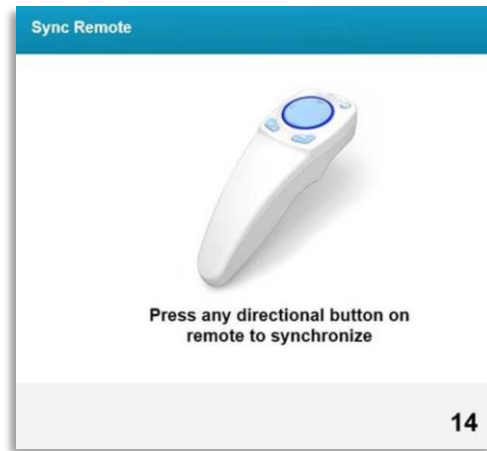 Sync Remote
Press any directional button on
remote to synchronize
14